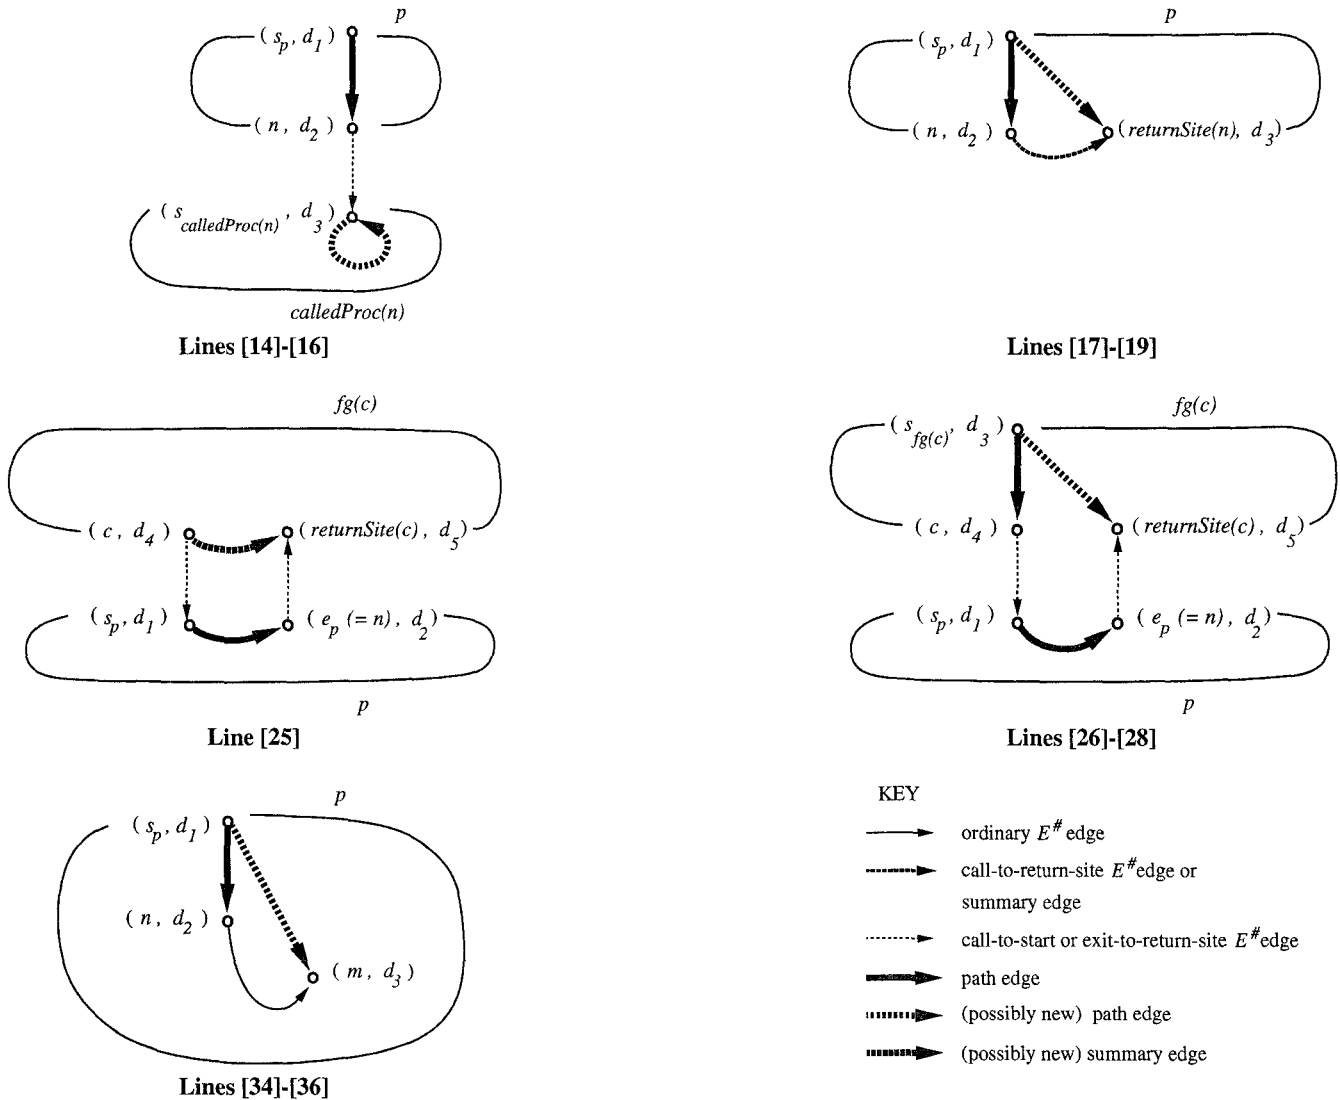 p
(s_p, d_1)
(n, d_2)
(s_calledProc(n), d_3)
calledProc(n)
Lines [14]-[16]
p
(s_p, d_1)
(n, d_2)
(returnSite(n), d_3)
Lines [17]-[19]
fg(c)
(c, d_4)
(returnSite(c), d_5)
(s_p, d_1)
(e_p (= n), d_2)
p
Line [25]
fg(c)
(s_fg(c), d_3)
(c, d_4)
(returnSite(c), d_5)
(s_p, d_1)
(e_p (= n), d_2)
p
Lines [26]-[28]
p
(s_p, d_1)
(n, d_2)
(m, d_3)
Lines [34]-[36]
KEY
ordinary E# edge
call-to-return-site E# edge or
summary edge
call-to-start or exit-to-return-site E# edge
path edge
(possibly new) path edge
(possibly new) summary edge